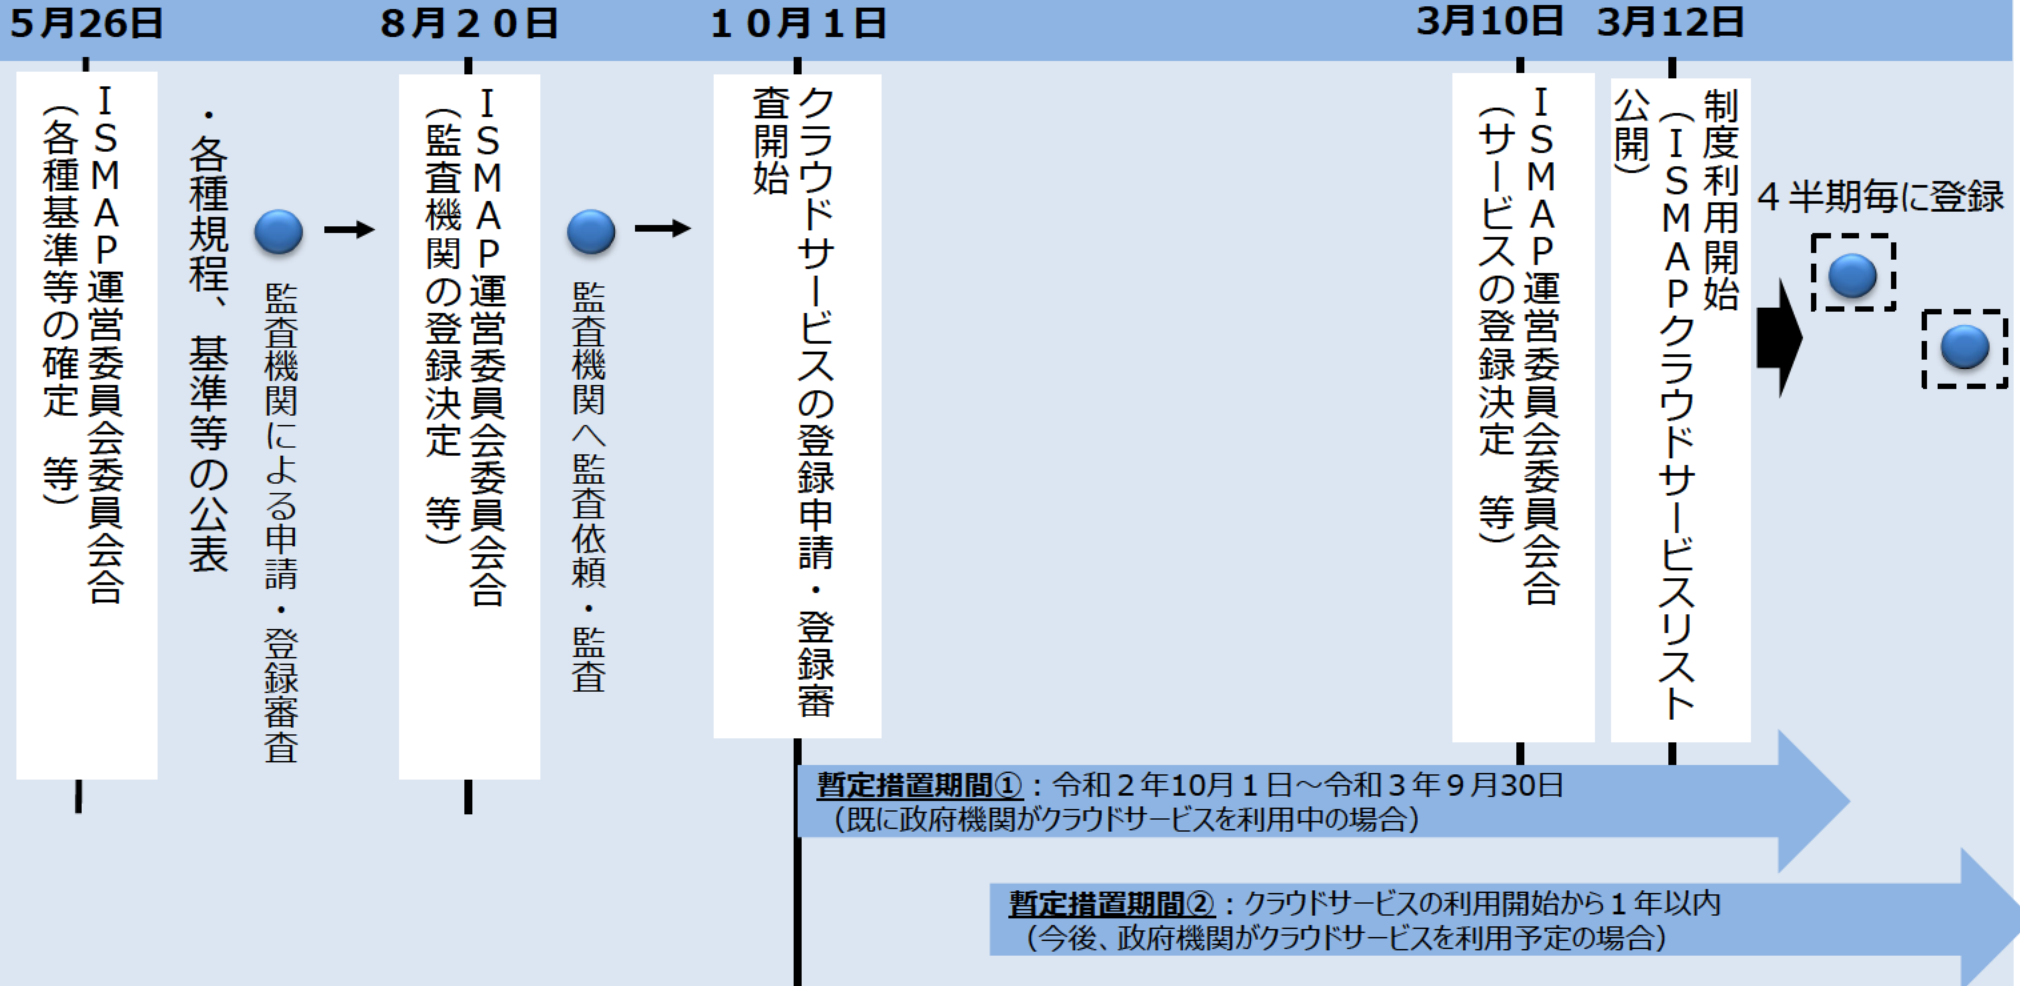 ５月26日
８月２０日
１０月１日
3月10日
3月12日
ＩＳＭＡＰ運営委員会委員会合
（各種基準等の確定　等）
・各種規程、基準等の公表
監査機関による申請・登録審査
ＩＳＭＡＰ運営委員会委員会合
（監査機関の登録決定　等）
監査機関へ監査依頼・監査
クラウドサービスの登録申請・登録審
査開始
ＩＳＭＡＰ運営委員会委員会合
（サービスの登録決定　等）
制度利用開始
（ＩＳＭＡＰクラウドサービスリスト
公開）
４半期毎に登録
暫定措置期間①：令和２年10月１日～令和３年９月30日
（既に政府機関がクラウドサービスを利用中の場合）
暫定措置期間②：クラウドサービスの利用開始から１年以内
（今後、政府機関がクラウドサービスを利用予定の場合）